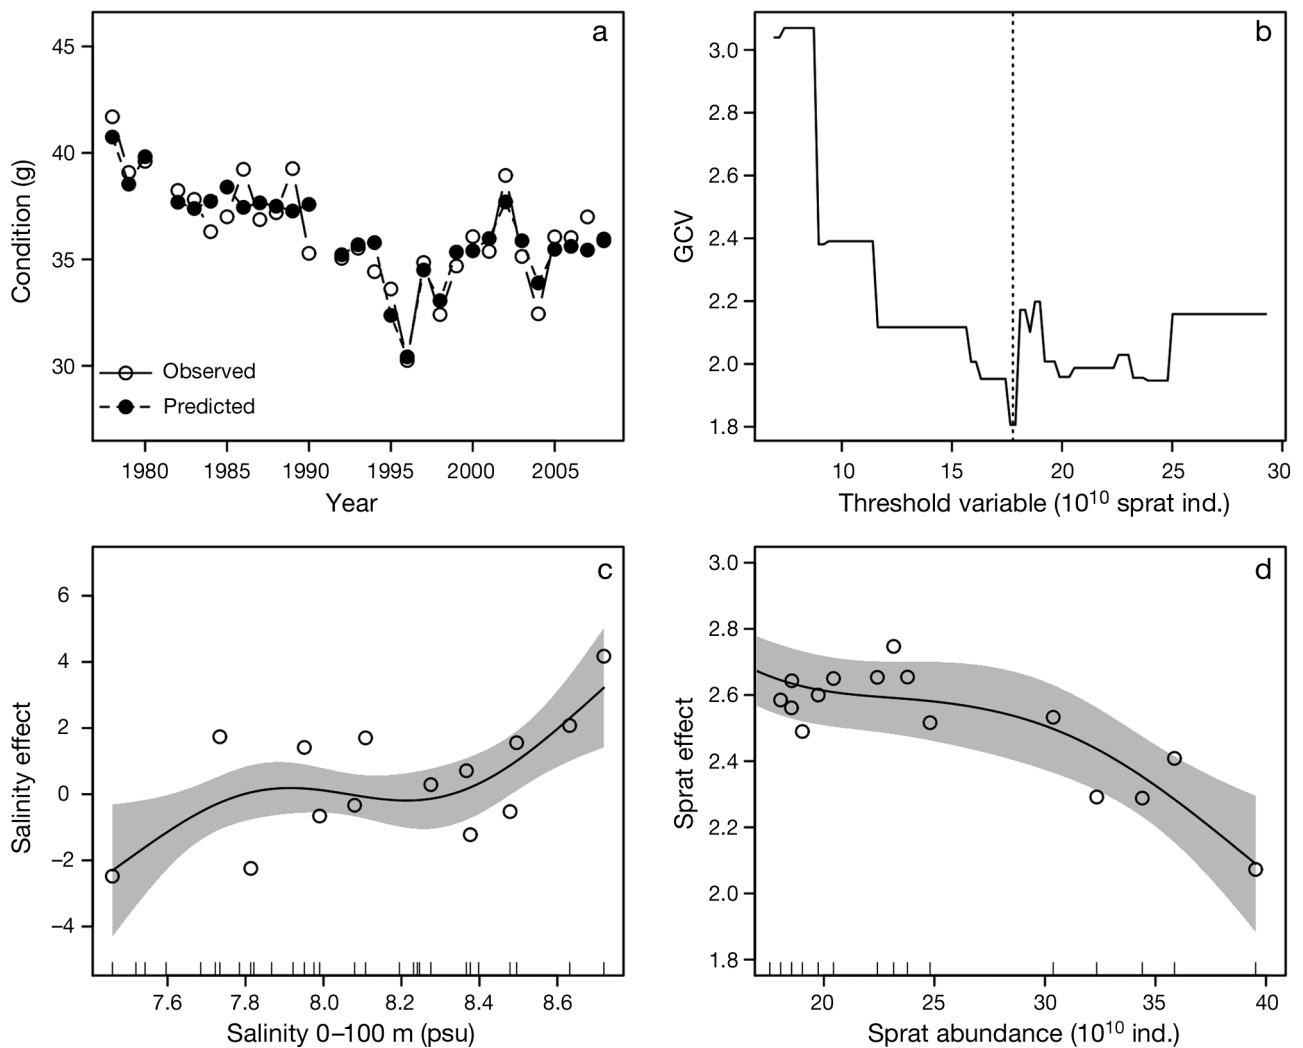 a
45
40
35
30
Condition (g)
Observed
Predicted
1980 1985 1990 1995 2000 2005
Year
b
3.0
2.8
2.6
2.4
2.2
2.0
1.8
GCV
10 15 20 25 30
Threshold variable (10¹⁰ sprat ind.)
c
6
4
2
0
–2
–4
Salinity effect
7.6 7.8 8.0 8.2 8.4 8.6
Salinity 0–100 m (psu)
d
3.0
2.8
2.6
2.4
2.2
2.0
1.8
Sprat effect
20 25 30 35 40
Sprat abundance (10¹⁰ ind.)